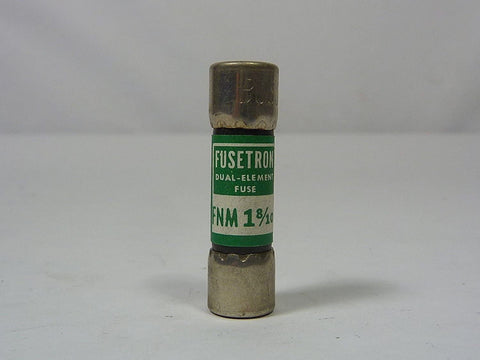 FUSETRON
DUAL-ELEMENT
FUSE
FNM 1 8/10